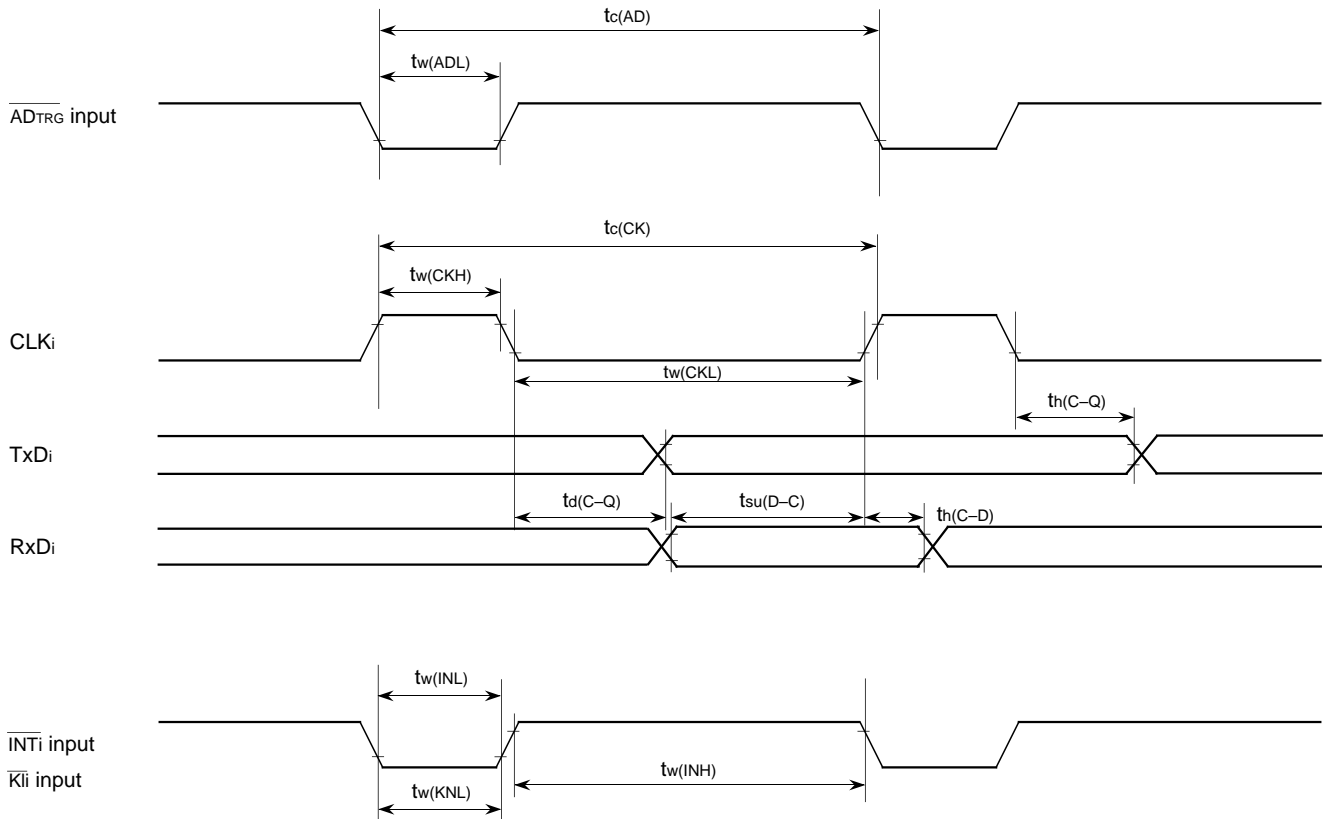 tc(AD)
tw(ADL)
ADTRG input
tc(CK)
tw(CKH)
CLKi
tw(CKL)
th(C–Q)
TxDi
td(C–Q)
tsu(D–C)
th(C–D)
RxDi
tw(INL)
INTi input
KIi input
tw(INH)
tw(KNL)